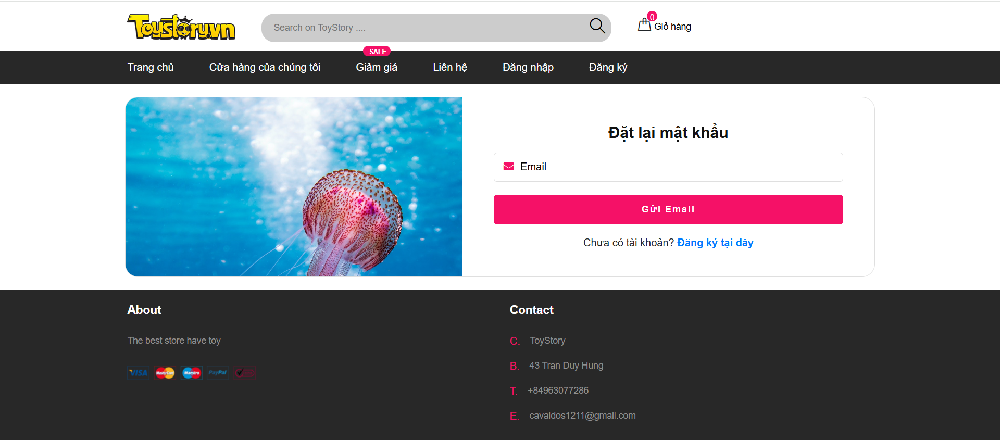 Toystory.vn
Search on ToyStory ....
0
Giỏ hàng
SALE
Trang chủ
Cửa hàng của chúng tôi
Giảm giá
Liên hệ
Đăng nhập
Đăng ký
Đặt lại mật khẩu
Email
Gửi Email
Chưa có tài khoản? Đăng ký tại đây
About
The best store have toy
VISA
MasterCard
Maestro
PayPal
Contact
C. ToyStory
B. 43 Tran Duy Hung
T. +84963077286
E. cavaldos1211@gmail.com